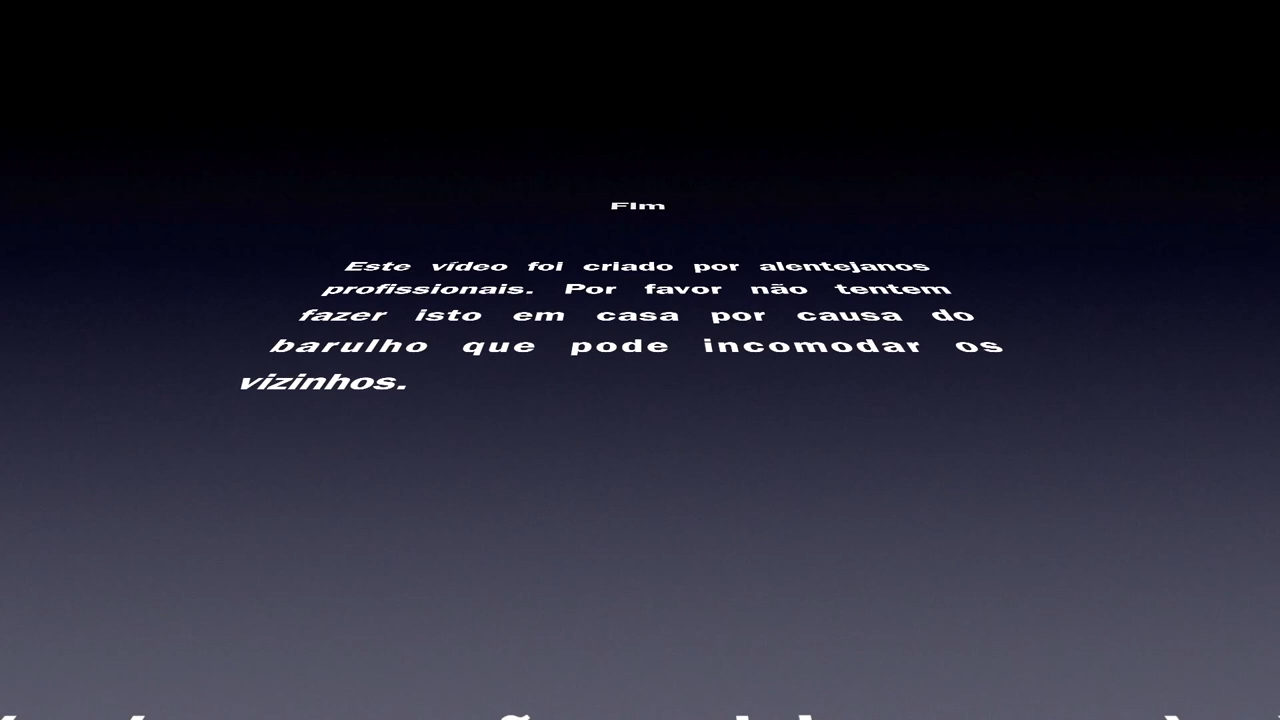 Fim
Este vídeo foi criado por alentejanos
profissionais. Por favor não tentem
fazer isto em casa por causa do
barulho que pode incomodar os
vizinhos.